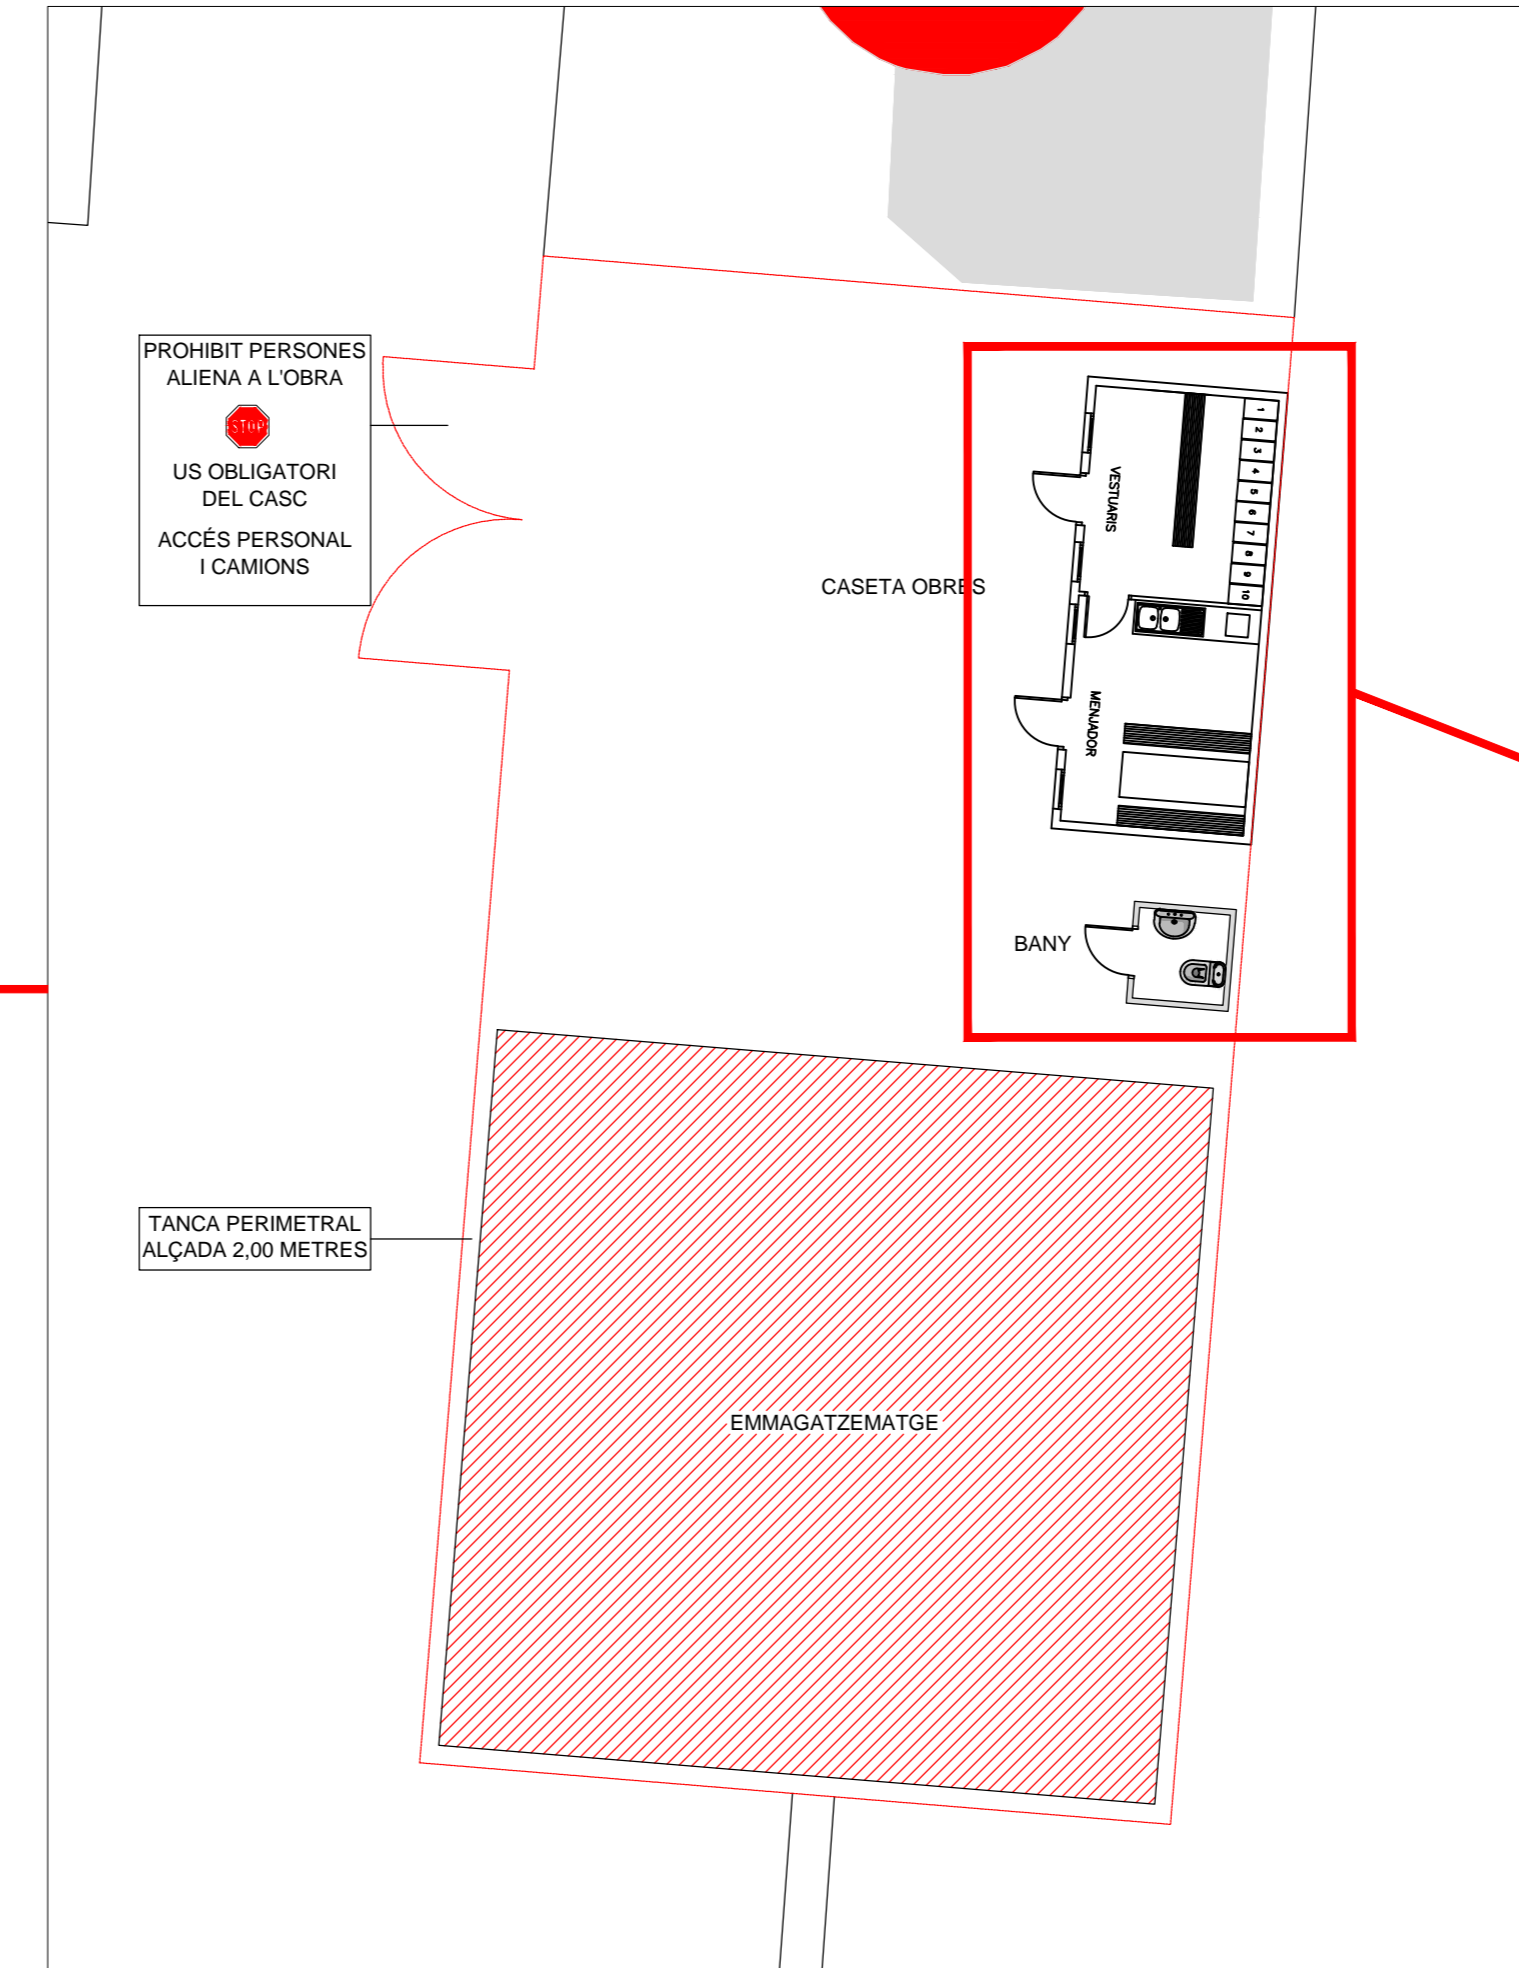 PROHIBIT PERSONES
ALIENA A L'OBRA
STOP
US OBLIGATORI
DEL CASC
ACCÉS PERSONAL
I CAMIONS
CASETA OBRES
VESTUARIS
1
2
3
4
5
6
7
8
9
10
MENJADOR
BANY
TANCA PERIMETRAL
ALÇADA 2,00 METRES
EMMAGATZEMATGE